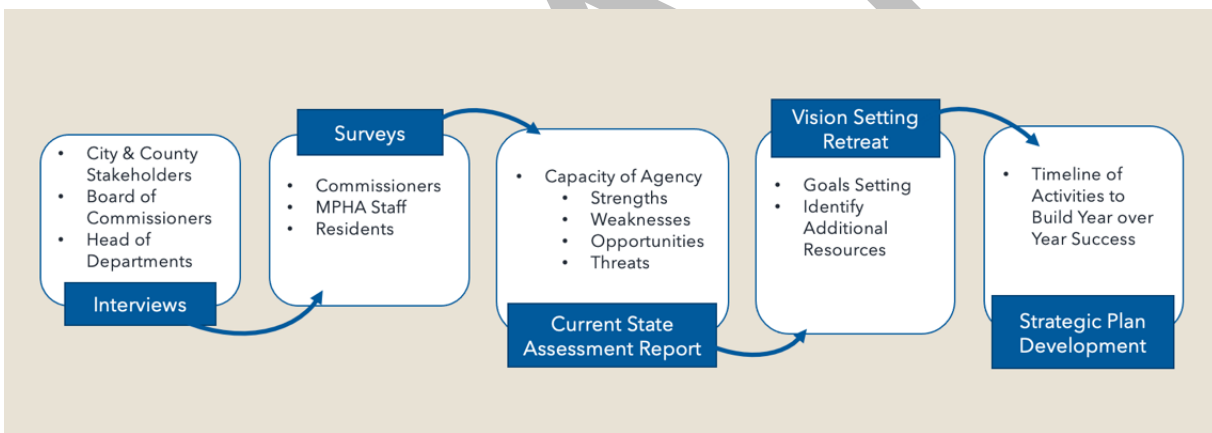 • City & County
Stakeholders
• Board of
Commissioners
• Head of
Departments
Interviews
Surveys
• Commissioners
• MPHA Staff
• Residents
• Capacity of Agency
• Strengths
• Weaknesses
• Opportunities
• Threats
Current State
Assessment Report
Vision Setting
Retreat
• Goals Setting
• Identify
Additional
Resources
• Timeline of
Activities to
Build Year over
Year Success
Strategic Plan
Development